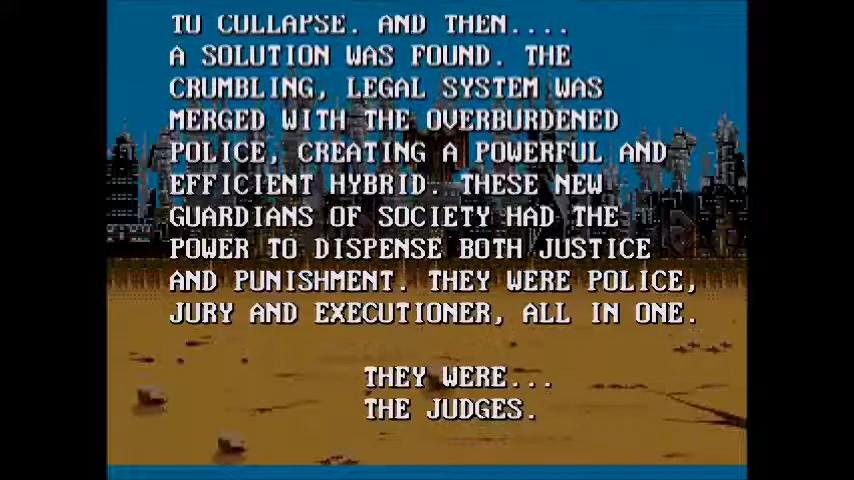 TO COLLAPSE. AND THEN....
A SOLUTION WAS FOUND. THE
CRUMBLING, LEGAL SYSTEM WAS
MERGED WITH THE OVERBURDENED
POLICE, CREATING A POWERFUL AND
EFFICIENT HYBRID. THESE NEW
GUARDIANS OF SOCIETY HAD THE
POWER TO DISPENSE BOTH JUSTICE
AND PUNISHMENT. THEY WERE POLICE,
JURY AND EXECUTIONER, ALL IN ONE.
THEY WERE...
THE JUDGES.